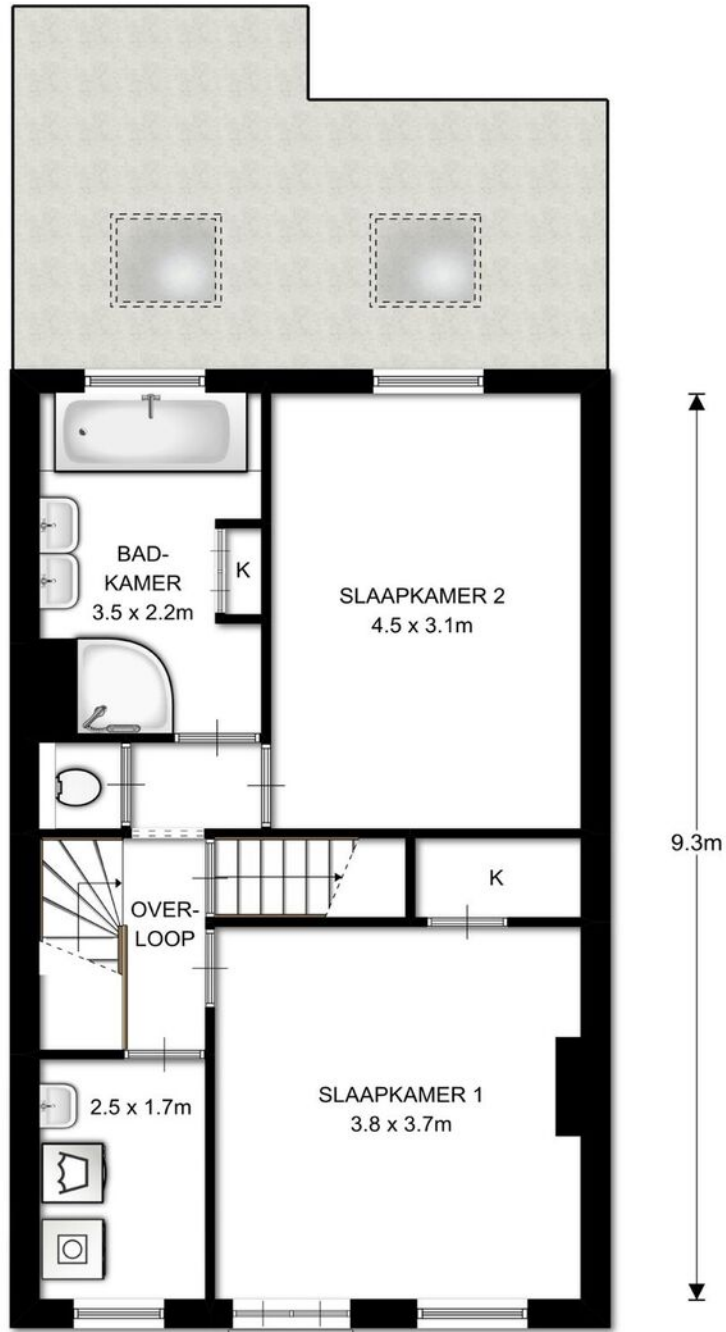 BAD-
KAMER
3.5 x 2.2m
K
SLAAPKAMER 2
4.5 x 3.1m
9.3m
K
OVER-
LOOP
2.5 x 1.7m
SLAAPKAMER 1
3.8 x 3.7m